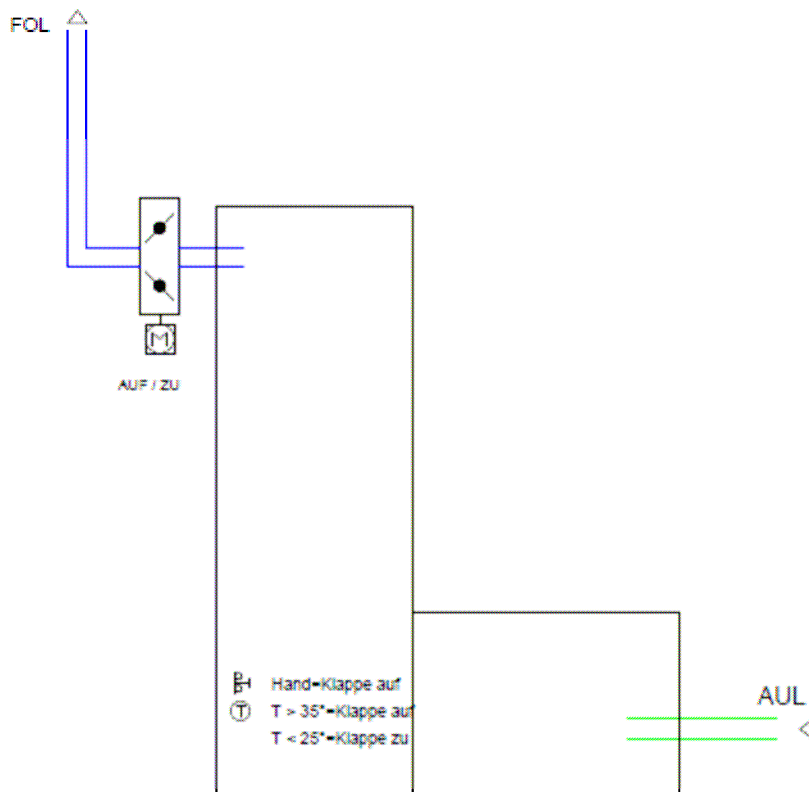 FOL
M
AUF / ZU
Hand=Klappe auf
T T > 35°=Klappe auf
T < 25°=Klappe zu
AUL